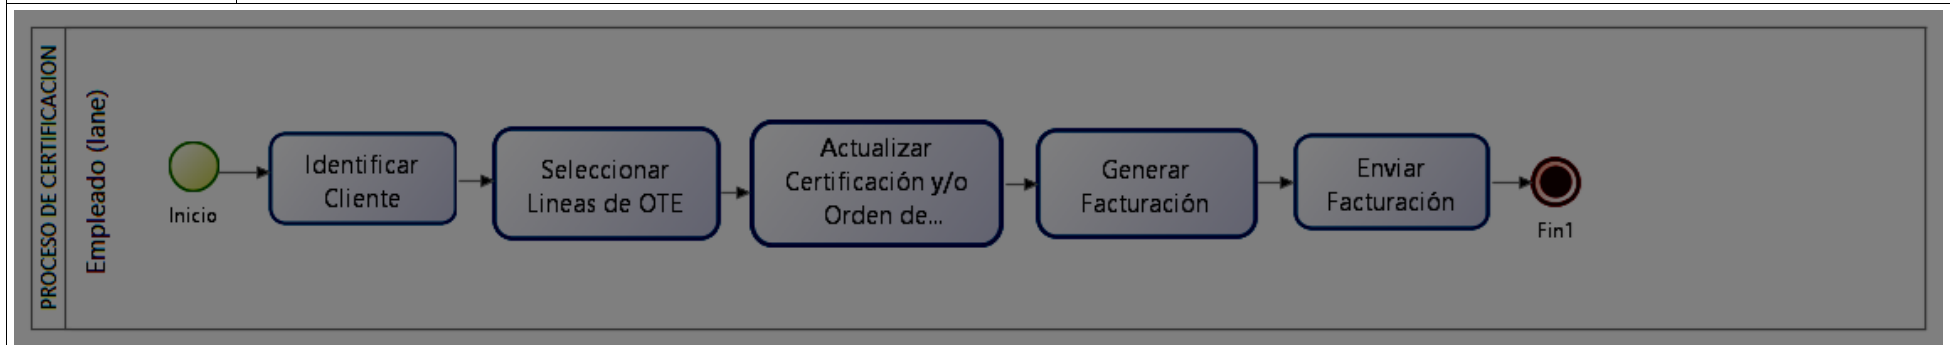 PROCESO DE CERTIFICACION
Empleado (lane)
Inicio
Identificar
Cliente
Seleccionar
Lineas de OTE
Actualizar
Certificación y/o
Orden de...
Generar
Facturación
Enviar
Facturación
Fin1